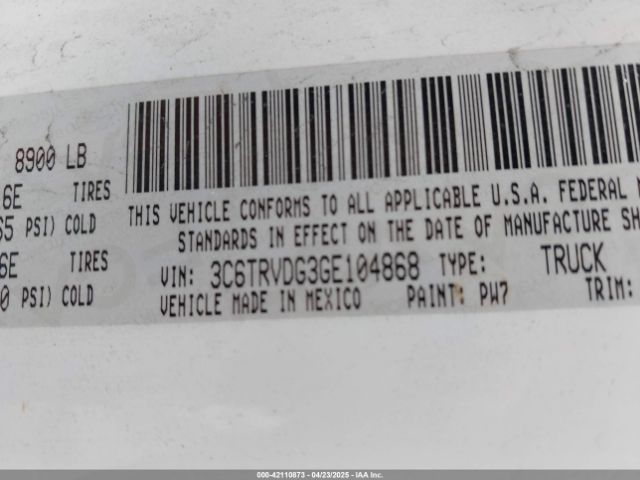 8900 LB
6E TIRES
65 PSI) COLD
6E TIRES
0 PSI) COLD
THIS VEHICLE CONFORMS TO ALL APPLICABLE U.S.A. FEDERAL
STANDARDS IN EFFECT ON THE DATE OF MANUFACTURE SH
VIN: 3C6TRVDG3GE104868 TYPE: TRUCK
VEHICLE MADE IN MEXICO PAINT: PW7 TRIM:
000-42110873 - 04/23/2025 - IAA Inc.